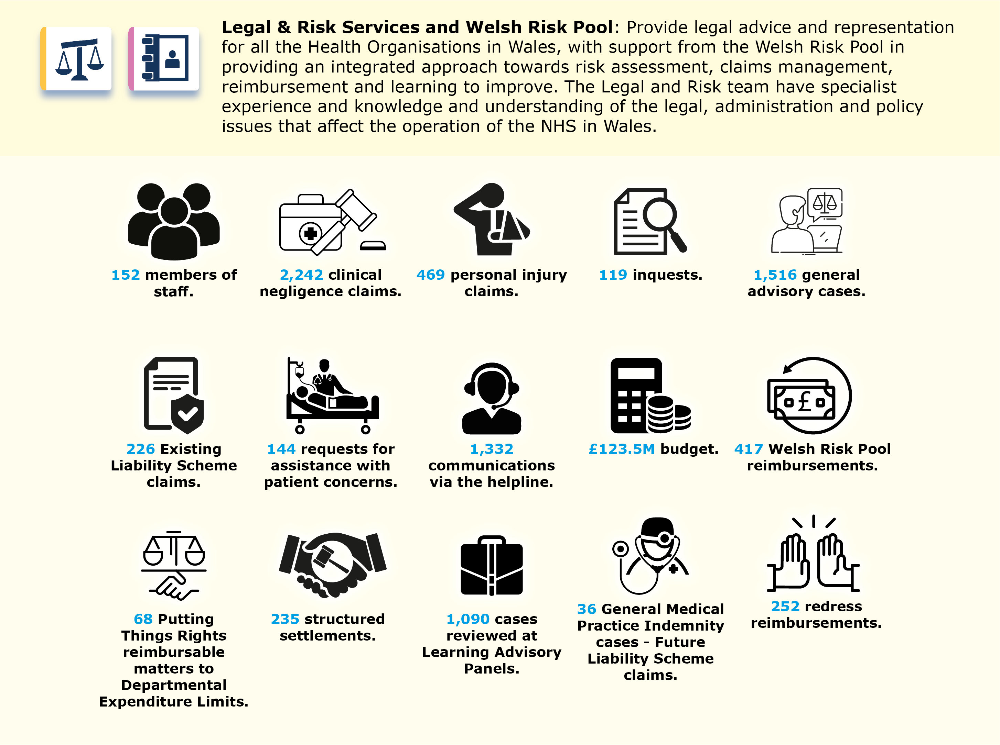 Legal & Risk Services and Welsh Risk Pool: Provide legal advice and representation
for all the Health Organisations in Wales, with support from the Welsh Risk Pool in
providing an integrated approach towards risk assessment, claims management,
reimbursement and learning to improve. The Legal and Risk team have specialist
experience and knowledge and understanding of the legal, administration and policy
issues that affect the operation of the NHS in Wales.
152 members of
staff.
2,242 clinical
negligence claims.
469 personal injury
claims.
119 inquests.
1,516 general
advisory cases.
226 Existing
Liability Scheme
claims.
144 requests for
assistance with
patient concerns.
1,332
communications
via the helpline.
£123.5M budget.
£
417 Welsh Risk Pool
reimbursements.
68 Putting
Things Rights
reimbursable
matters to
Departmental
Expenditure Limits.
235 structured
settlements.
1,090 cases
reviewed at
Learning Advisory
Panels.
36 General Medical
Practice Indemnity
cases - Future
Liability Scheme
claims.
252 redress
reimbursements.